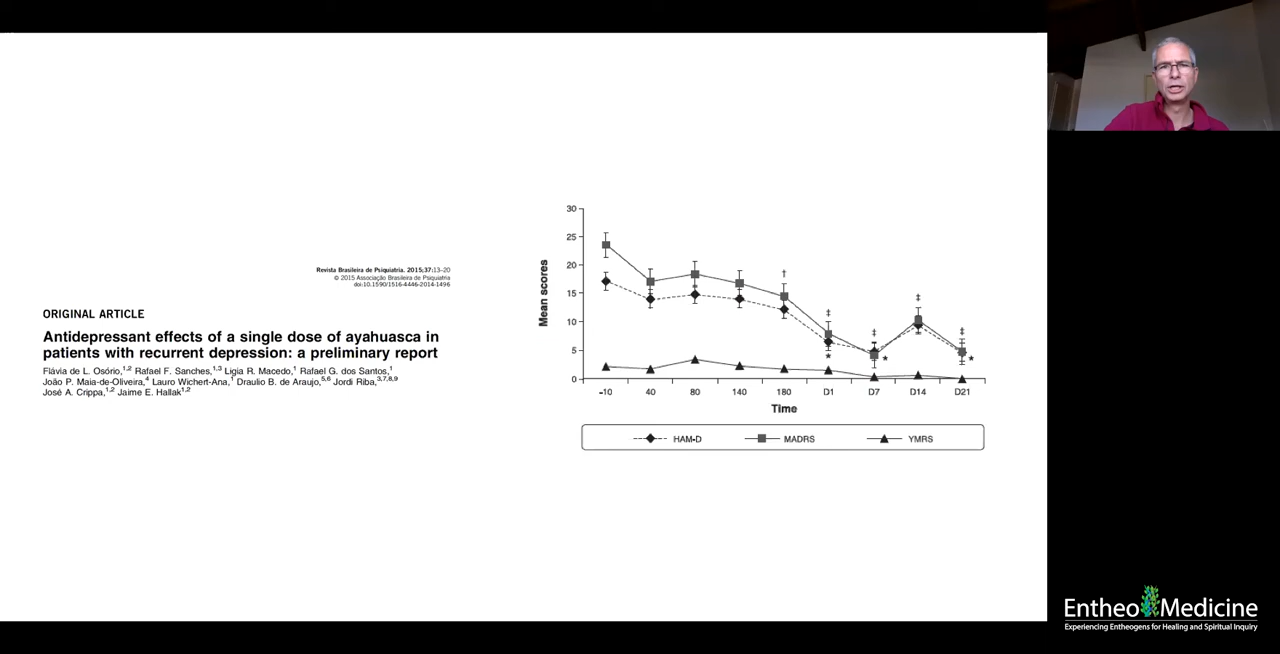 Revista Brasileira de Psiquiatria. 2015;37:13–20
© 2015 Associação Brasileira de Psiquiatria
doi:10.1590/1516-4446-2014-1496
ORIGINAL ARTICLE
Antidepressant effects of a single dose of ayahuasca in
patients with recurrent depression: a preliminary report
Flávia de L. Osório,1,2 Rafael F. Sanches,1,3 Ligia R. Macedo,1 Rafael G. dos Santos,1
João P. Maia-de-Oliveira,4 Lauro Wichert-Ana,1 Draulio B. de Araujo,5,6 Jordi Riba,3,7,8,9
José A. Crippa,1,2 Jaime E. Hallak1,2
Mean scores
30
25
20
15
10
5
0
† ‡ ‡ ‡ ‡
* * * *
-10 40 80 140 180 D1 D7 D14 D21
Time
HAM-D MADRS YMRS
Entheo Medicine
Experiencing Entheogens for Healing and Spiritual Inquiry